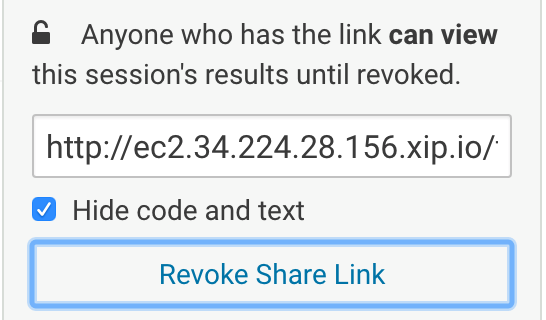 Anyone who has the link can view
this session's results until revoked.
http://ec2.34.224.28.156.xip.io/
Hide code and text
Revoke Share Link